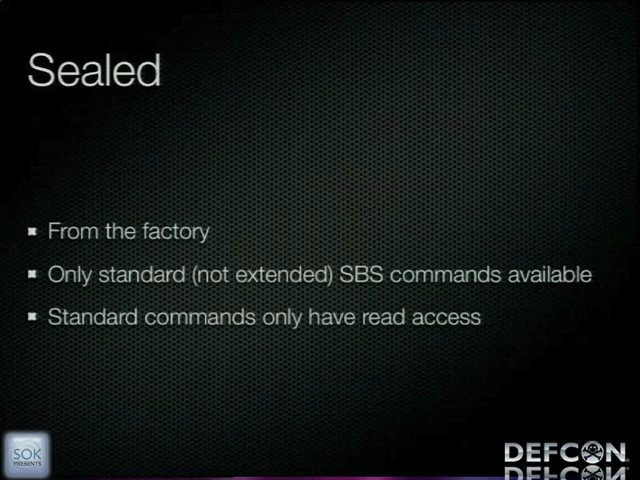 Sealed
From the factory
Only standard (not extended) SBS commands available
Standard commands only have read access
SOK
PRESENTS
DEFCON